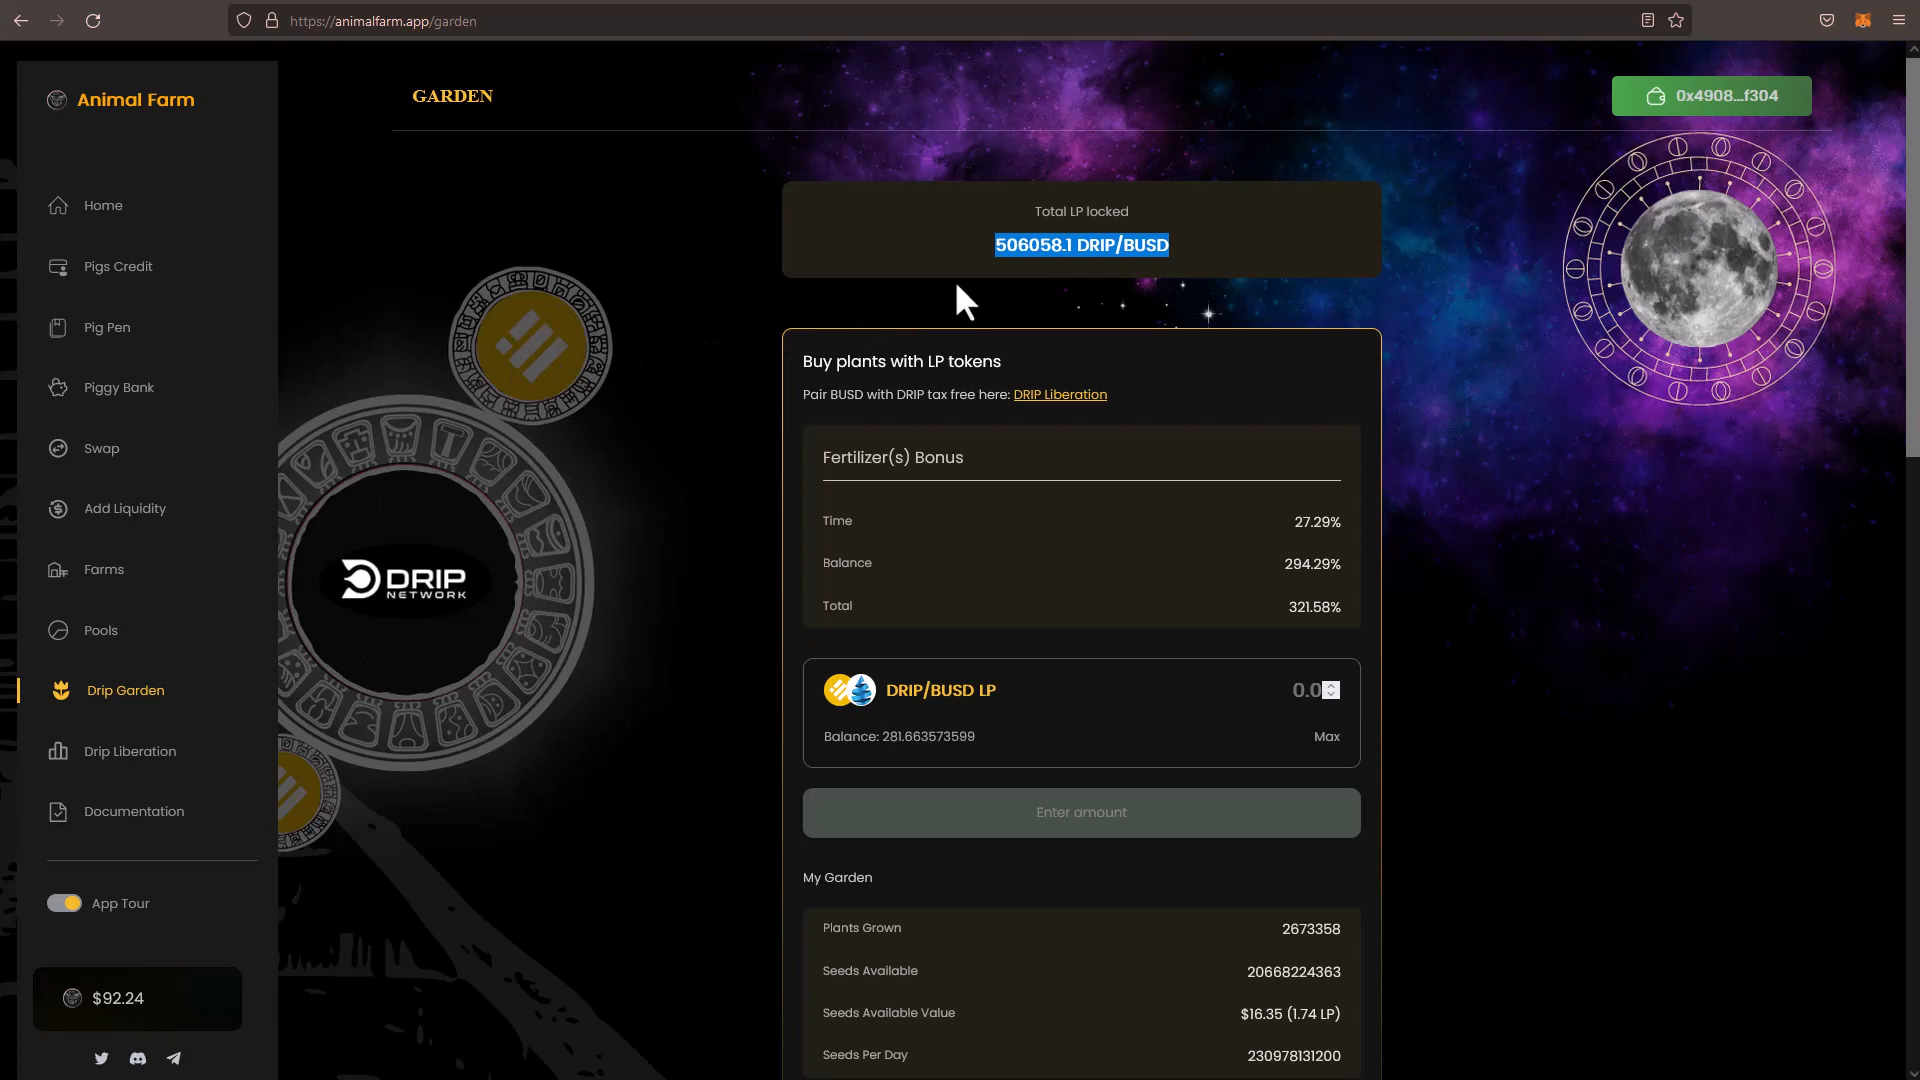 https://animalfarm.app/garden
Animal Farm
GARDEN
0x4908...f304
Home
Pigs Credit
Pig Pen
Piggy Bank
Swap
Add Liquidity
Farms
Pools
Drip Garden
Drip Liberation
Documentation
App Tour
$92.24
DRIP
NETWORK
Total LP locked
506058.1 DRIP/BUSD
Buy plants with LP tokens
Pair BUSD with DRIP tax free here: DRIP Liberation
Fertilizer(s) Bonus
Time 27.29%
Balance 294.29%
Total 321.58%
DRIP/BUSD LP 0.0
Balance: 281.663573599 Max
Enter amount
My Garden
Plants Grown 2673358
Seeds Available 20668224363
Seeds Available Value $16.35 (1.74 LP)
Seeds Per Day 230978131200